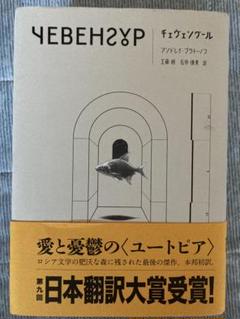 ЧЕВЕНГУР
チェヴェングール
アンドレイ・プラトーノフ
工藤順 石井優貴 訳
愛と憂鬱の〈ユートピア〉
ロシア文学の肥沃な森に残された最後の傑作、本邦初訳。
第九回
日本翻訳大賞受賞!